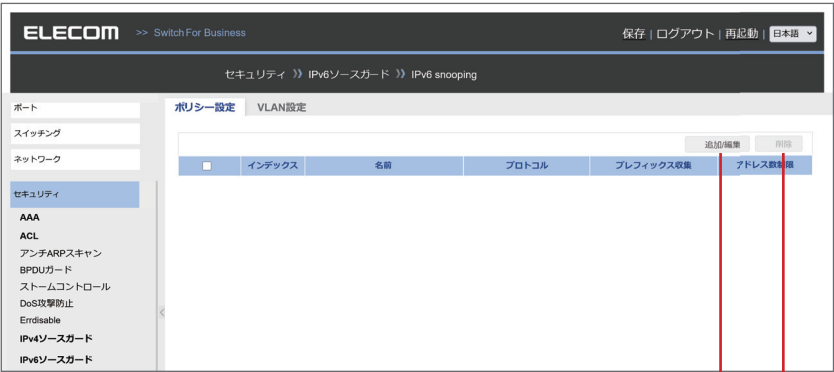 ELECOM >> Switch For Business 保存 | ログアウト | 再起動 | 日本語
セキュリティ 》 IPv6ソースガード 》 IPv6 snooping
ポート
スイッチング
ネットワーク
セキュリティ
AAA
ACL
アンチARPスキャン
BPDUガード
ストームコントロール
DoS攻撃防止
Errdisable
IPv4ソースガード
IPv6ソースガード
ポリシー設定 VLAN設定
追加/編集 削除
インデックス 名前 プロトコル プレフィックス収集 アドレス数制限